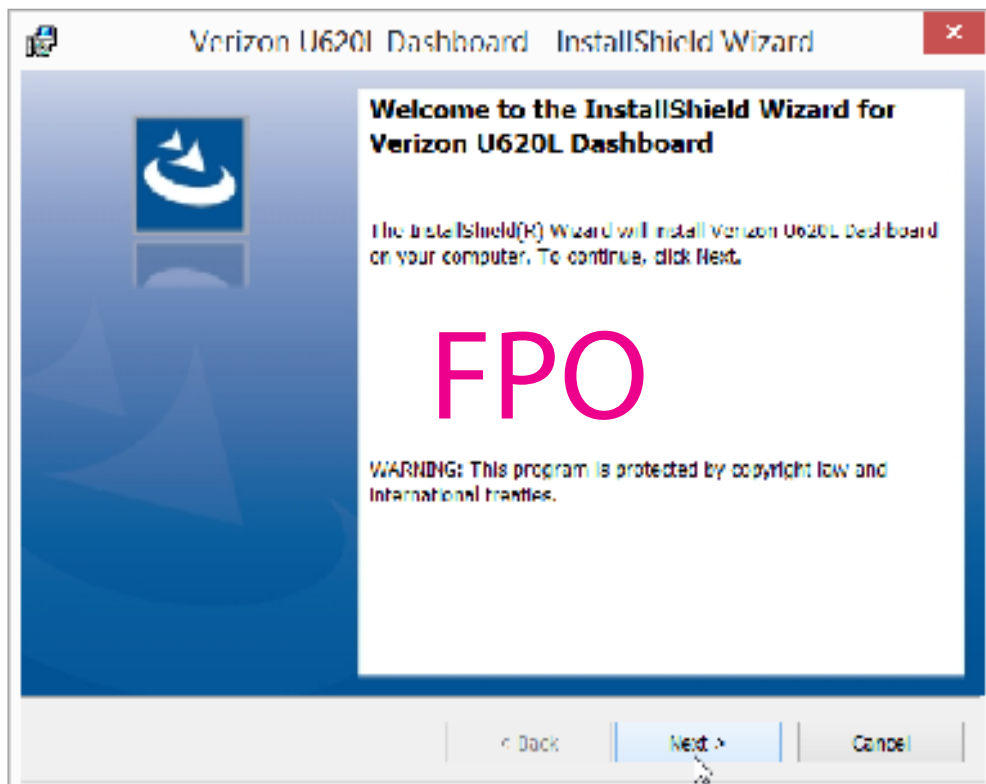 Verizon U620L Dashboard InstallShield Wizard
Welcome to the InstallShield Wizard for
Verizon U620L Dashboard
The InstallShield(R) Wizard will install Verizon U620L Dashboard
on your computer. To continue, click Next.
FPO
WARNING: This program is protected by copyright law and
international treaties.
< Back
Next >
Cancel